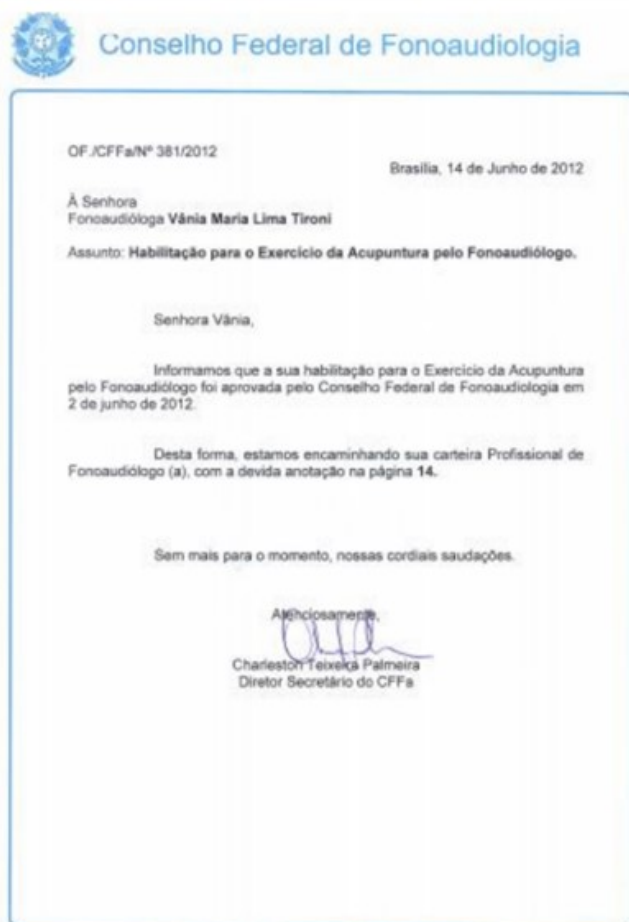 Conselho Federal de Fonoaudiologia
OF./CFFa/Nº 381/2012
Brasília, 14 de Junho de 2012
À Senhora
Fonoaudióloga Vânia Maria Lima Tironi
Assunto: Habilitação para o Exercício da Acupuntura pelo Fonoaudiólogo.
Senhora Vânia,
Informamos que a sua habilitação para o Exercício da Acupuntura
pelo Fonoaudiólogo foi aprovada pelo Conselho Federal de Fonoaudiologia em
2 de junho de 2012.
Desta forma, estamos encaminhando sua carteira Profissional de
Fonoaudiólogo (a), com a devida anotação na página 14.
Sem mais para o momento, nossas cordiais saudações.
Atenciosamente,
Charleston Teixeira Palmeira
Diretor Secretário do CFFa